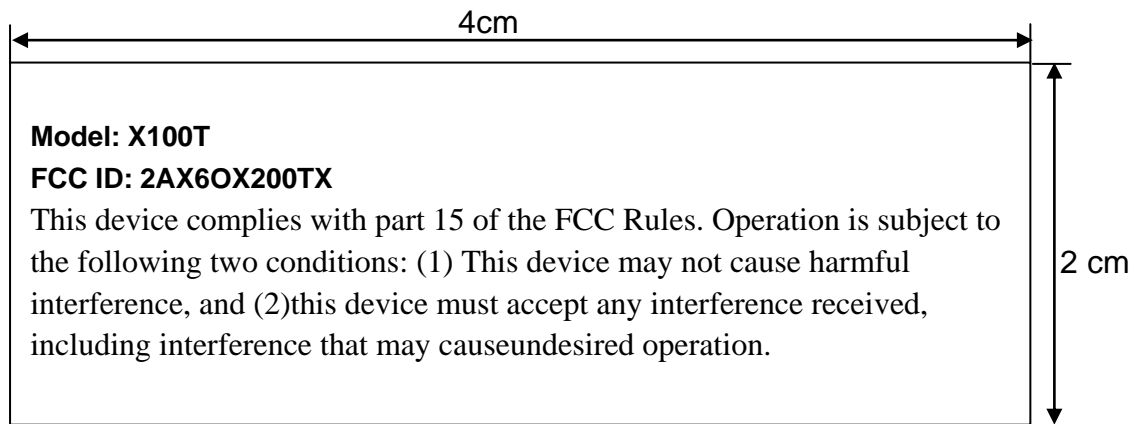 4cm
Model: X100T
FCC ID: 2AX6OX200TX
This device complies with part 15 of the FCC Rules. Operation is subject to
the following two conditions: (1) This device may not cause harmful
interference, and (2)this device must accept any interference received,
including interference that may causeundesired operation.
2 cm